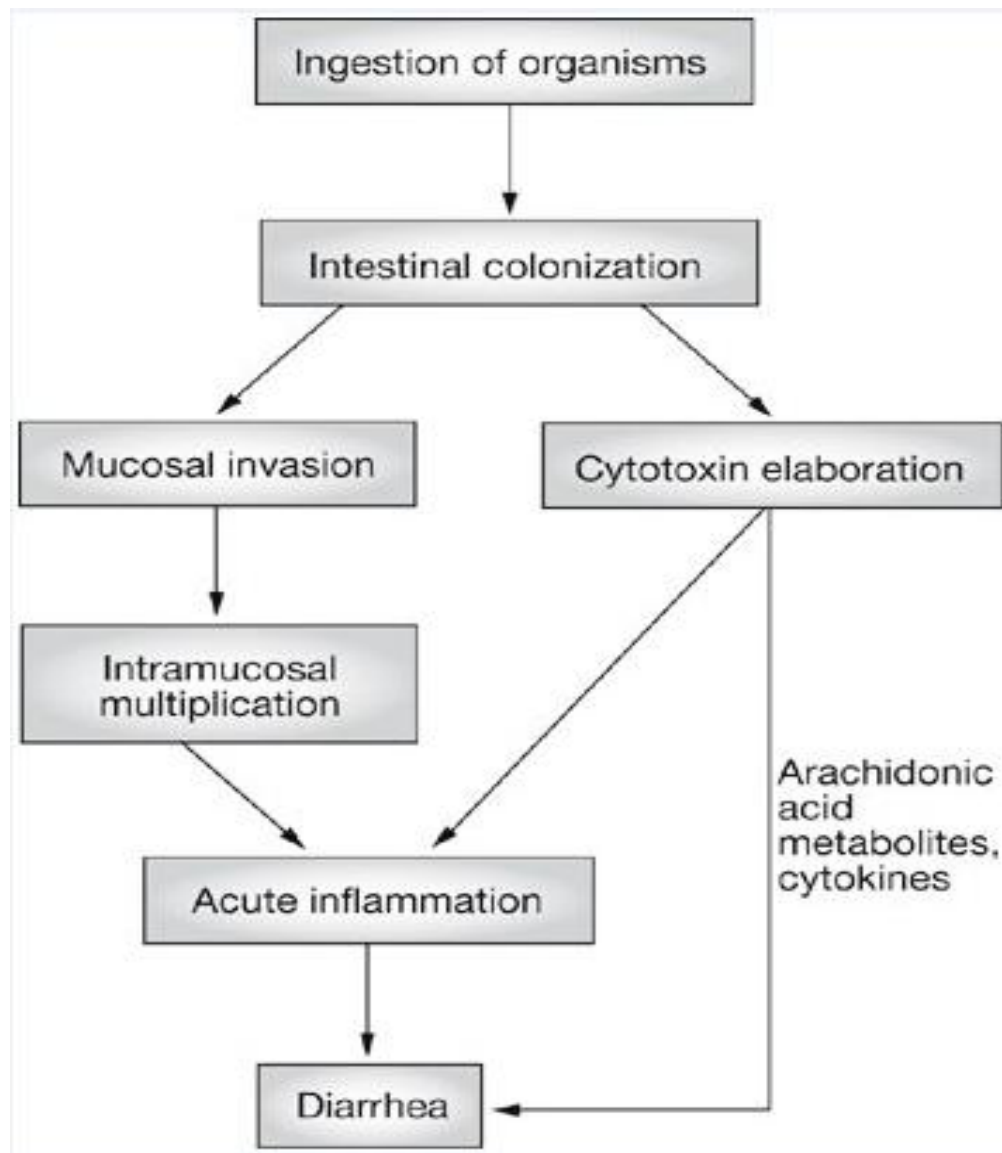 Ingestion of organisms
Intestinal colonization
Mucosal invasion
Cytotoxin elaboration
Intramucosal
multiplication
Arachidonic
acid
metabolites,
cytokines
Acute inflammation
Diarrhea